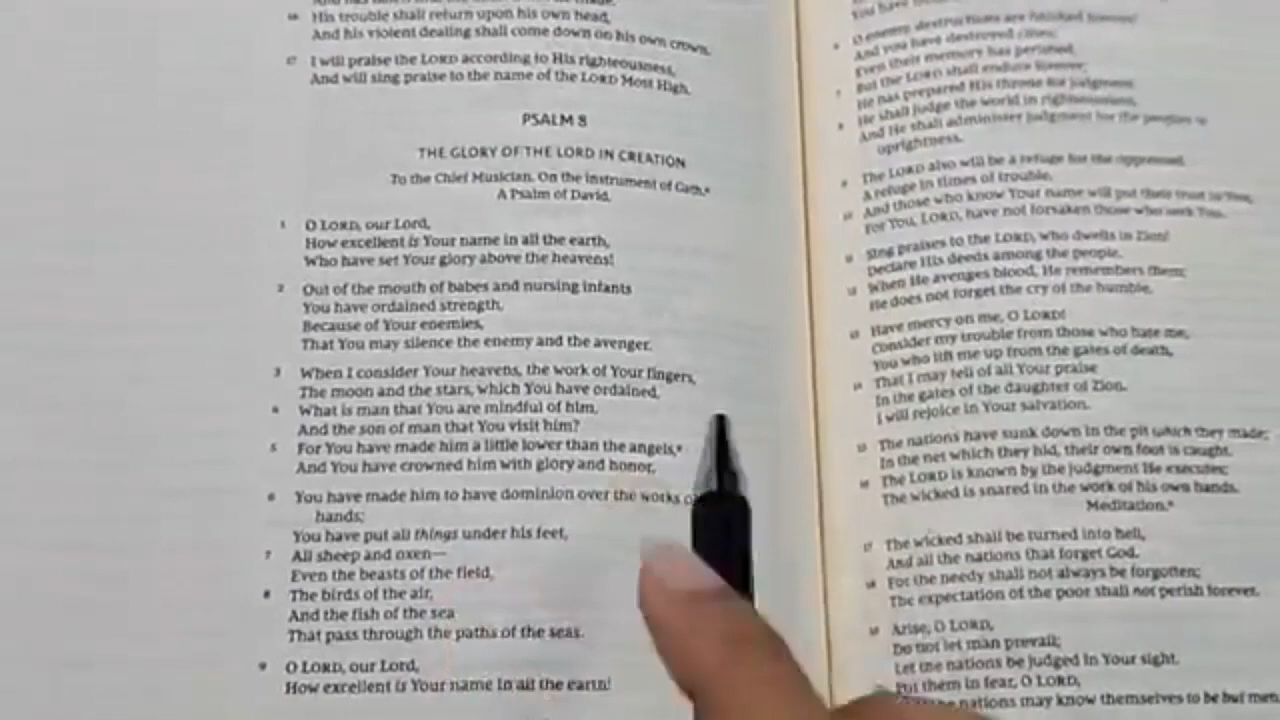 16 His trouble shall return upon his own head,
And his violent dealing shall come down on his own crown.
17 I will praise the LORD according to His righteousness,
And will sing praise to the name of the LORD Most High.
PSALM 8
THE GLORY OF THE LORD IN CREATION
To the Chief Musician. On the instrument of Gath.*
A Psalm of David.
1 O LORD, our Lord,
How excellent is Your name in all the earth,
Who have set Your glory above the heavens!
2 Out of the mouth of babes and nursing infants
You have ordained strength,
Because of Your enemies,
That You may silence the enemy and the avenger.
3 When I consider Your heavens, the work of Your fingers,
The moon and the stars, which You have ordained,
4 What is man that You are mindful of him,
And the son of man that You visit him?
5 For You have made him a little lower than the angels,*
And You have crowned him with glory and honor.
6 You have made him to have dominion over the works
hands;
You have put all things under his feet,
7 All sheep and oxen—
Even the beasts of the field,
8 The birds of the air,
And the fish of the sea
That pass through the paths of the seas.
9 O LORD, our Lord,
How excellent is Your name in all the earth!
You have
O enemy, destructions are finished forever!
And you have destroyed cities;
Even their memory has perished.
7 But the LORD shall endure forever;
He has prepared His throne for judgment.
8 He shall judge the world in righteousness,
And He shall administer judgment for the peoples in
uprightness.
9 The LORD also will be a refuge for the oppressed,
A refuge in times of trouble.
10 And those who know Your name will put their trust in You;
For You, LORD, have not forsaken those who seek You.
11 Sing praises to the LORD, who dwells in Zion!
Declare His deeds among the people.
12 When He avenges blood, He remembers them;
He does not forget the cry of the humble.
13 Have mercy on me, O LORD!
Consider my trouble from those who hate me,
You who lift me up from the gates of death,
14 That I may tell of all Your praise
In the gates of the daughter of Zion.
I will rejoice in Your salvation.
15 The nations have sunk down in the pit which they made;
In the net which they hid, their own foot is caught.
16 The LORD is known by the judgment He executes;
The wicked is snared in the work of his own hands.
Meditation.*
17 The wicked shall be turned into hell,
And all the nations that forget God.
18 For the needy shall not always be forgotten;
The expectation of the poor shall not perish forever.
19 Arise, O LORD,
Do not let man prevail;
Let the nations be judged in Your sight.
Put them in fear, O LORD,
nations may know themselves to be but men.